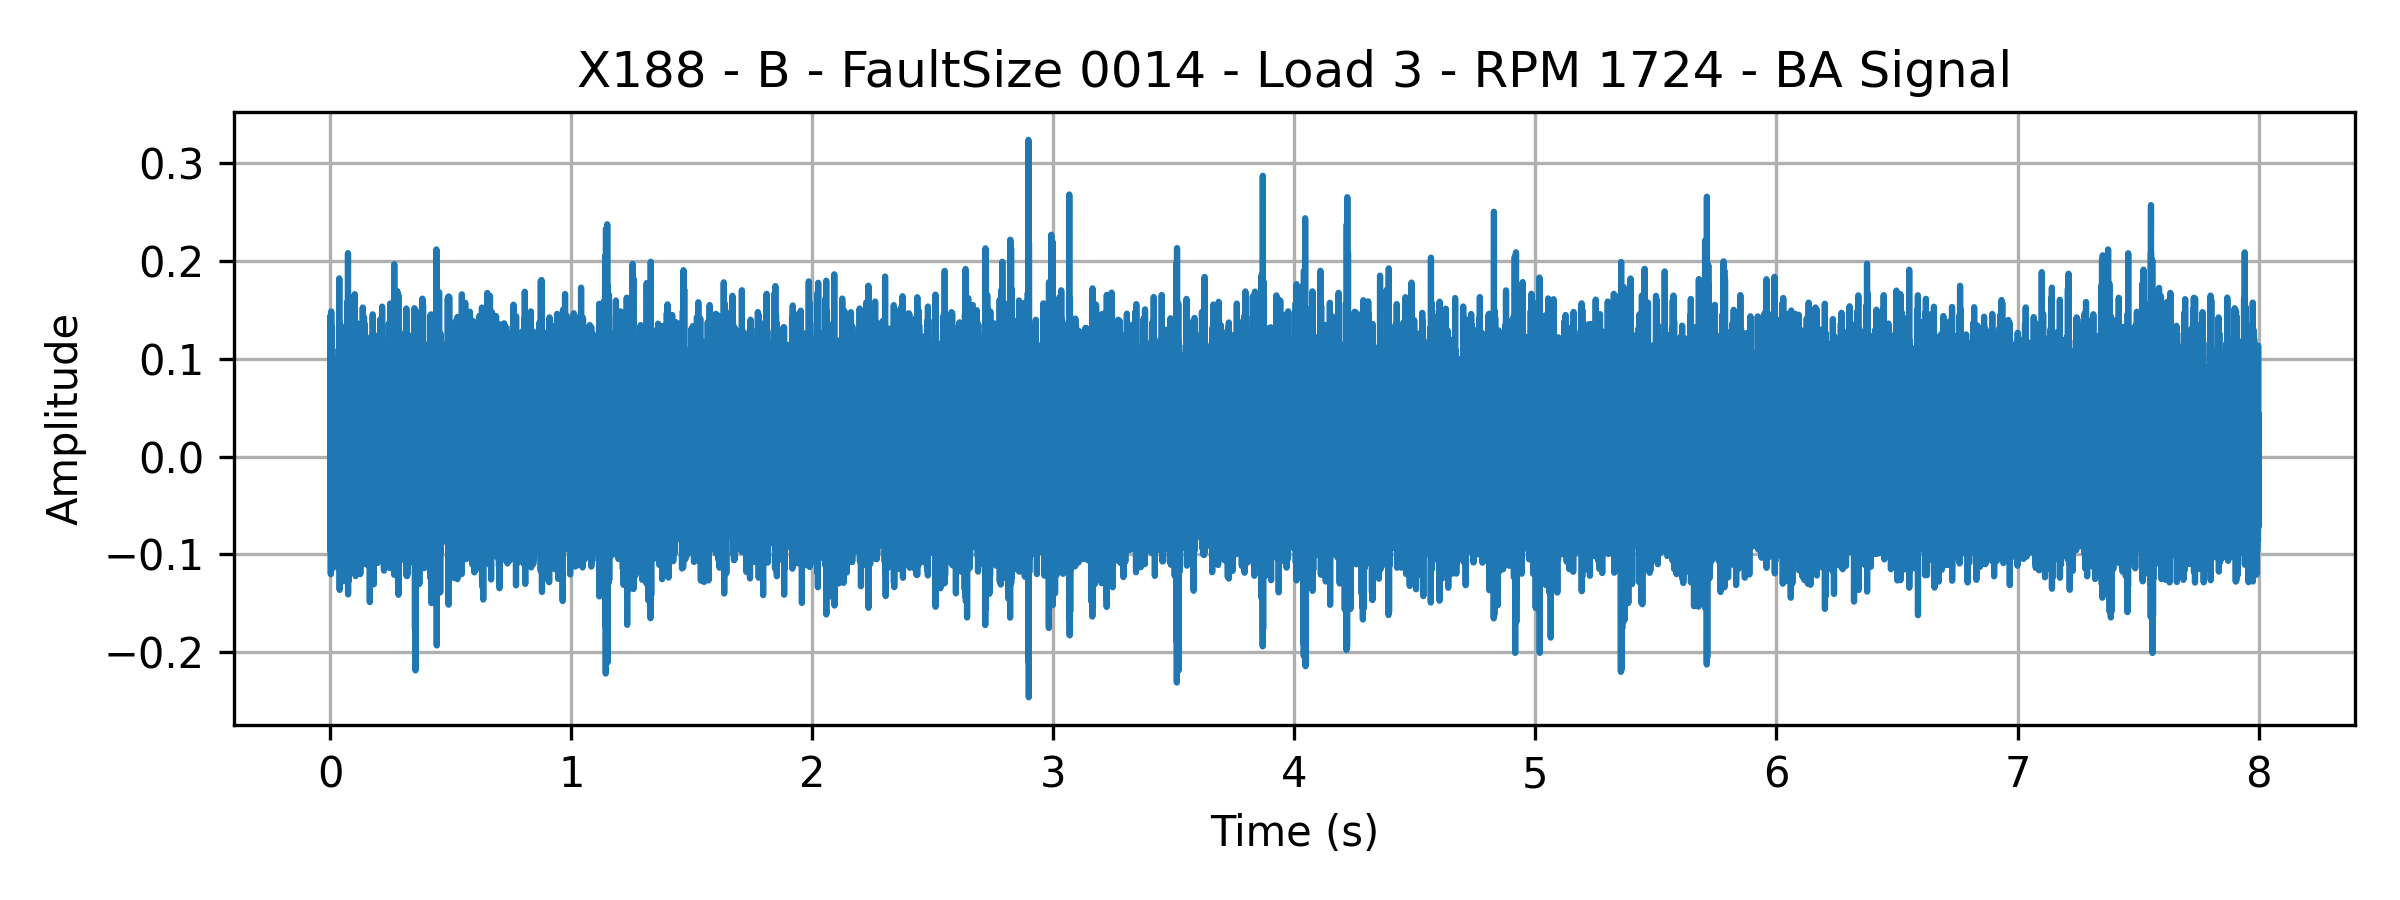 X188 - B - FaultSize 0014 - Load 3 - RPM 1724 - BA Signal
Amplitude
0.3
0.2
0.1
0.0
−0.1
−0.2
0 1 2 3 4 5 6 7 8
Time (s)